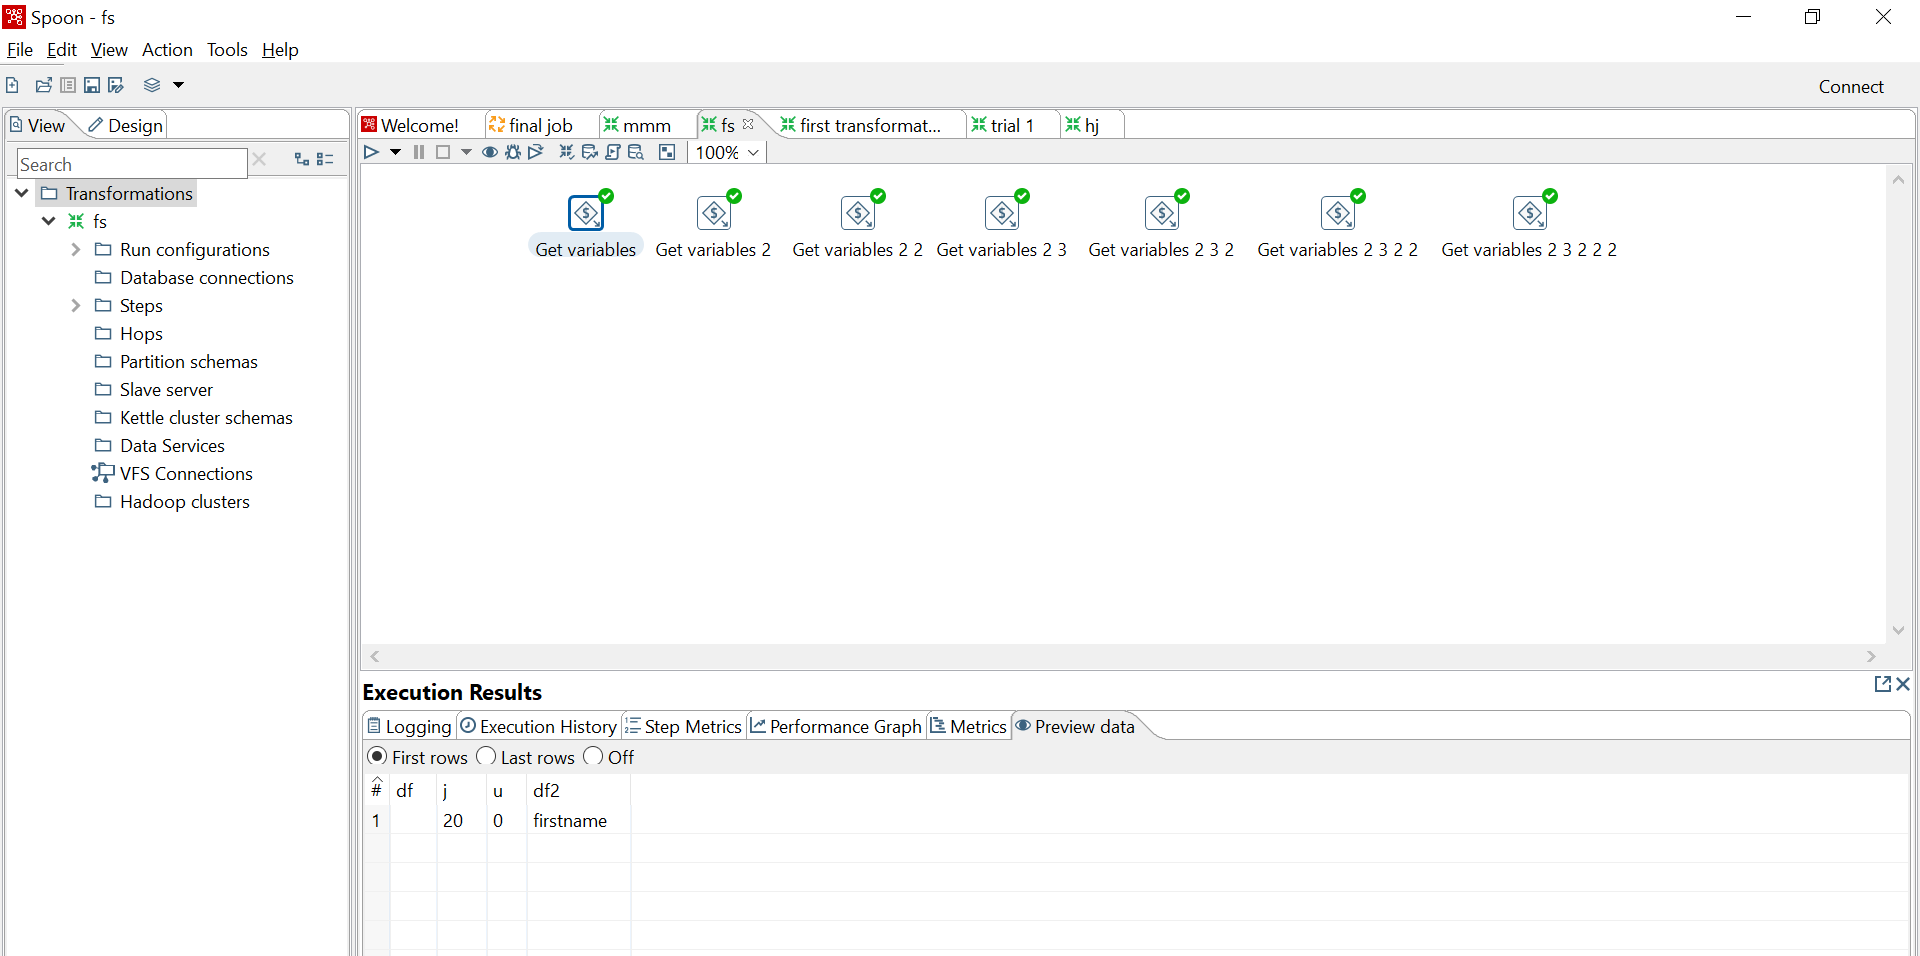 Spoon - fs
File Edit View Action Tools Help
Connect
View Design
Welcome! final job mmm fs first transformat... trial 1 hj
100%
Search
Transformations
fs
Run configurations
Database connections
Steps
Hops
Partition schemas
Slave server
Kettle cluster schemas
Data Services
VFS Connections
Hadoop clusters
Get variables Get variables 2 Get variables 2 2 Get variables 2 3 Get variables 2 3 2 Get variables 2 3 2 2 Get variables 2 3 2 2 2
Execution Results
Logging Execution History Step Metrics Performance Graph Metrics Preview data
First rows Last rows Off
# df j u df2
1 20 0 firstname